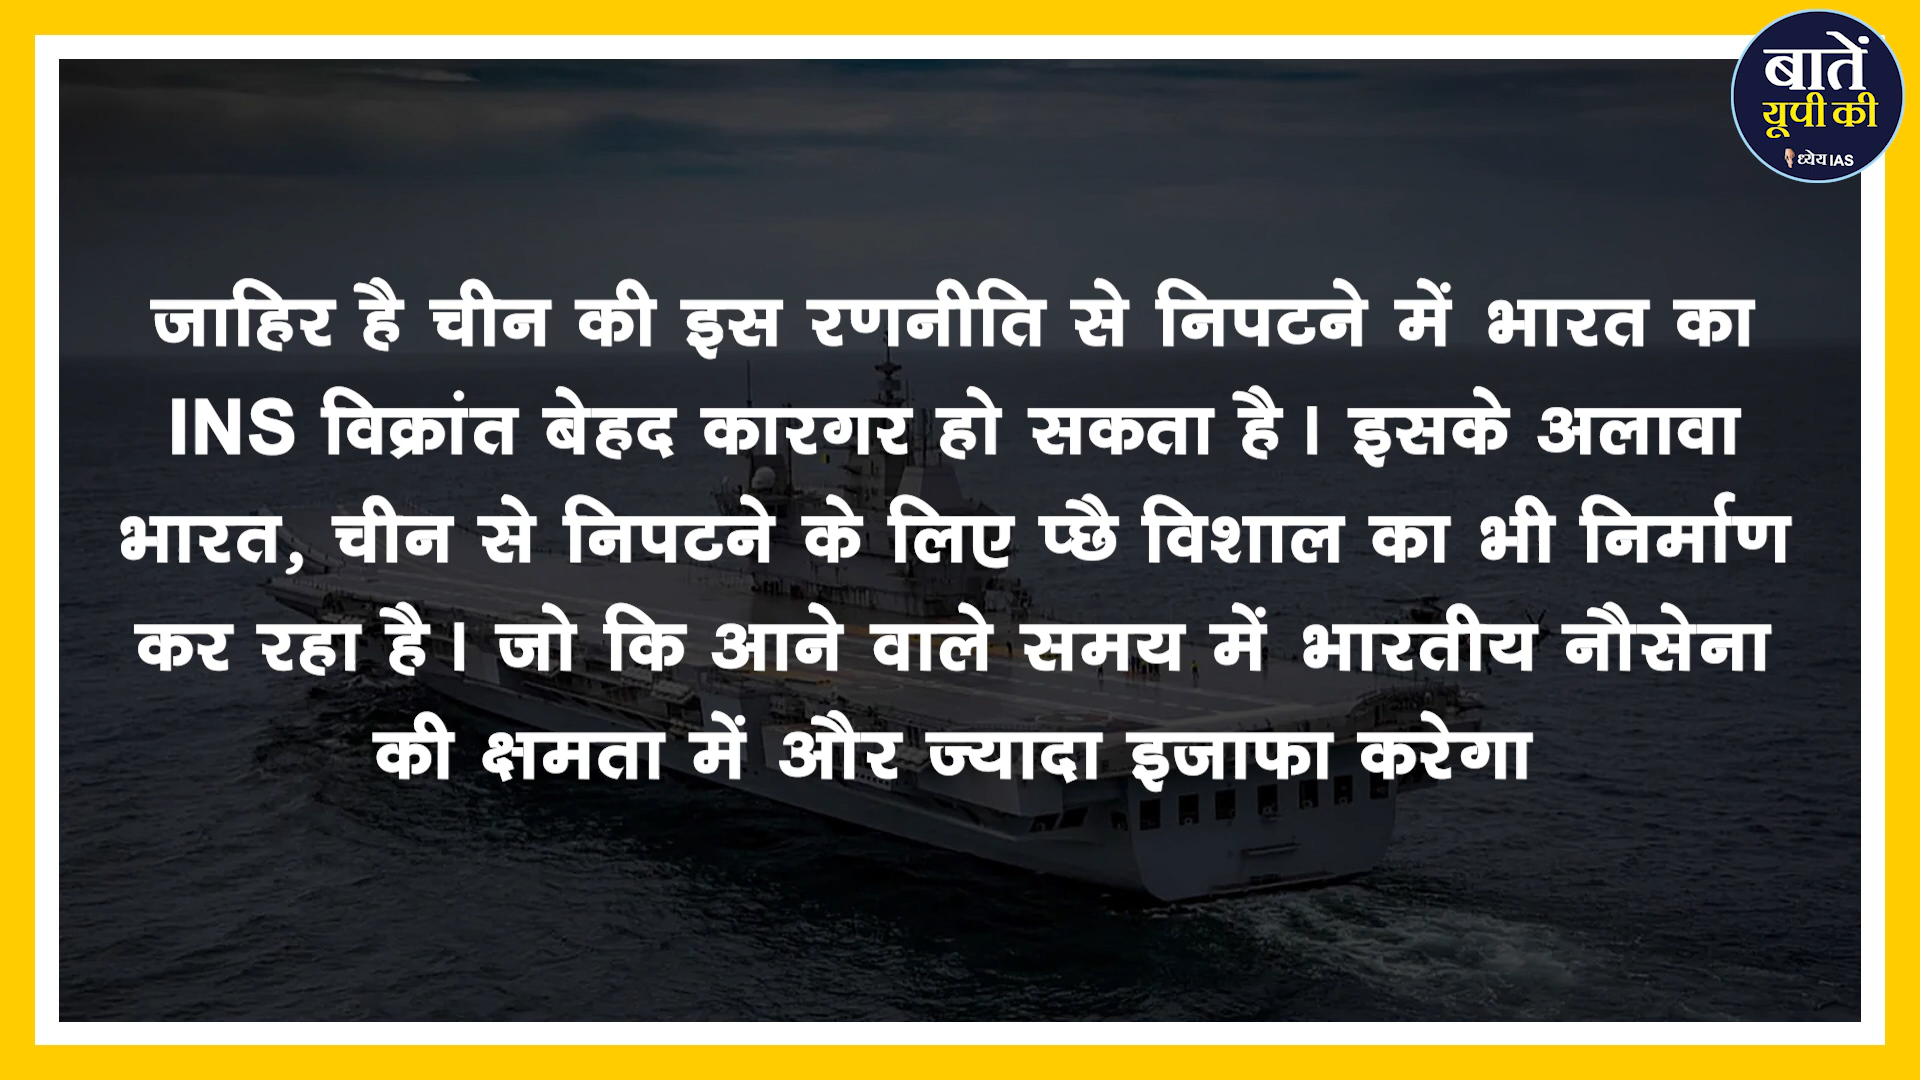 बातें
यूपी की
ध्येय IAS
जाहिर है चीन की इस रणनीति से निपटने में भारत का
INS विक्रांत बेहद कारगर हो सकता है। इसके अलावा
भारत, चीन से निपटने के लिए प्छै विशाल का भी निर्माण
कर रहा है। जो कि आने वाले समय में भारतीय नौसेना
की क्षमता में और ज्यादा इजाफा करेगा